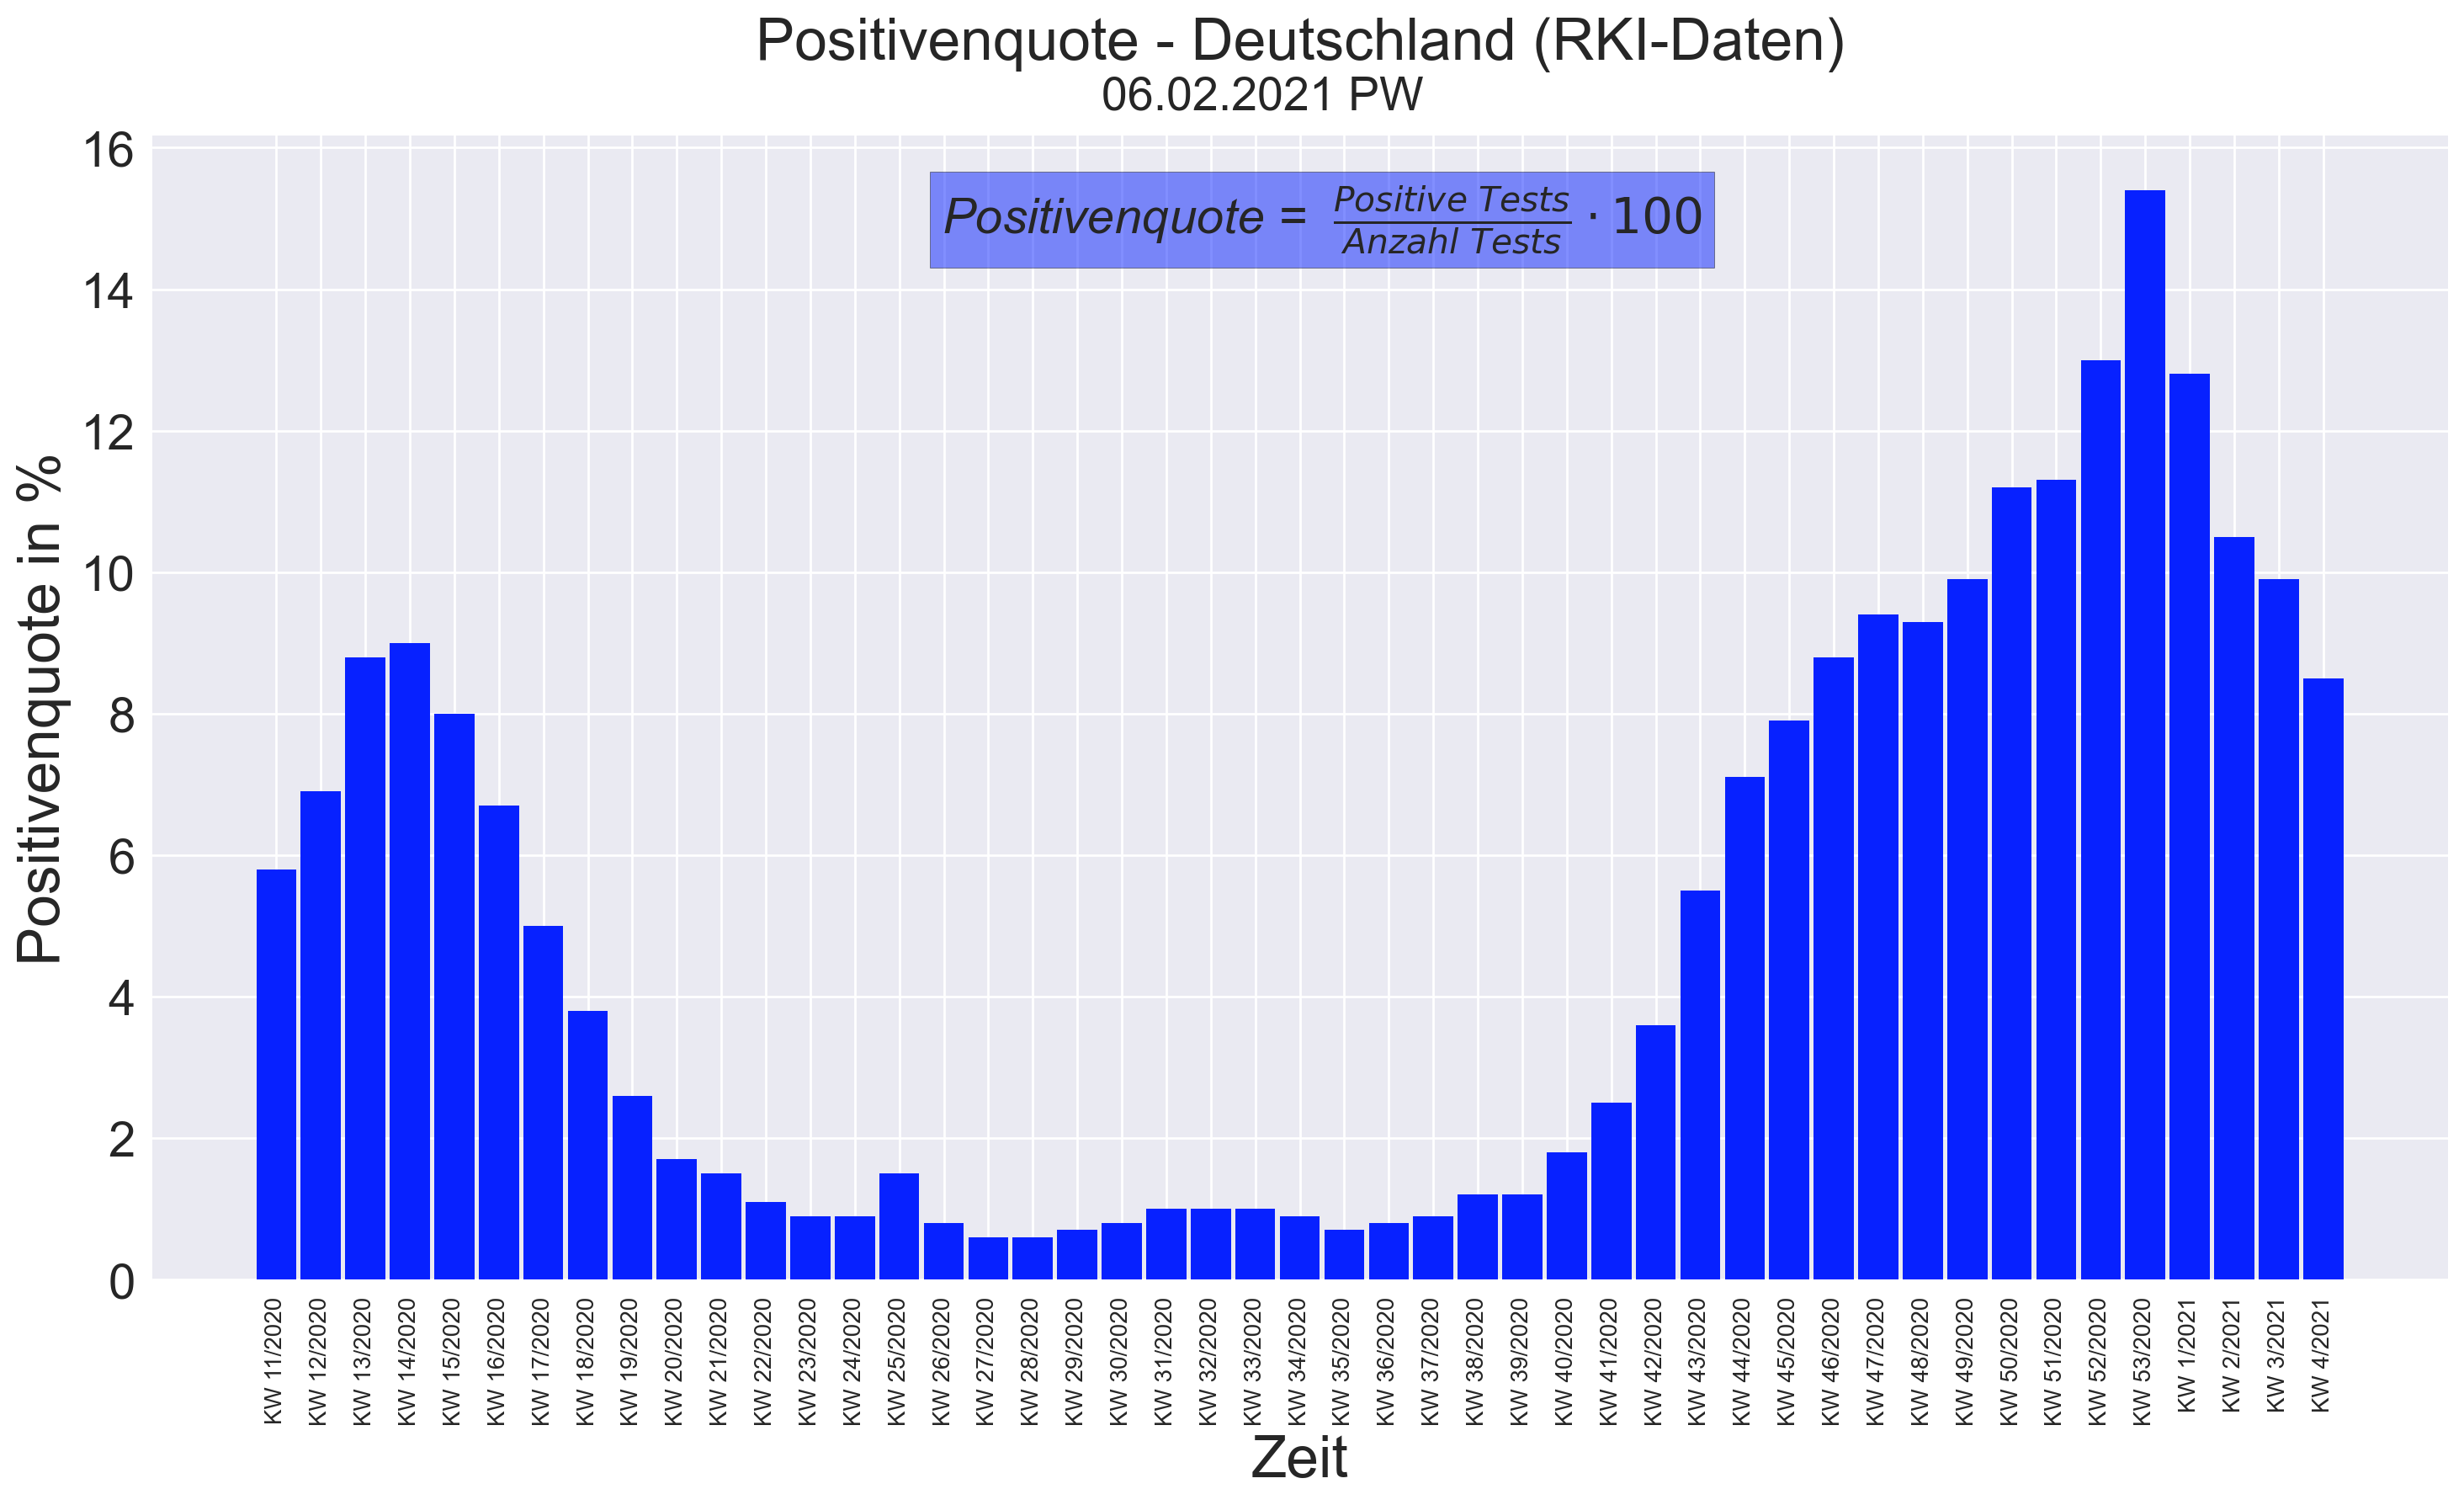 Positivenquote - Deutschland (RKI-Daten)
06.02.2021 PW
Positivenquote = Positive Tests / Anzahl Tests · 100
Positivenquote in %
16
14
12
10
8
6
4
2
0
KW 11/2020
KW 12/2020
KW 13/2020
KW 14/2020
KW 15/2020
KW 16/2020
KW 17/2020
KW 18/2020
KW 19/2020
KW 20/2020
KW 21/2020
KW 22/2020
KW 23/2020
KW 24/2020
KW 25/2020
KW 26/2020
KW 27/2020
KW 28/2020
KW 29/2020
KW 30/2020
KW 31/2020
KW 32/2020
KW 33/2020
KW 34/2020
KW 35/2020
KW 36/2020
KW 37/2020
KW 38/2020
KW 39/2020
KW 40/2020
KW 41/2020
KW 42/2020
KW 43/2020
KW 44/2020
KW 45/2020
KW 46/2020
KW 47/2020
KW 48/2020
KW 49/2020
KW 50/2020
KW 51/2020
KW 52/2020
KW 53/2020
KW 1/2021
KW 2/2021
KW 3/2021
KW 4/2021
Zeit